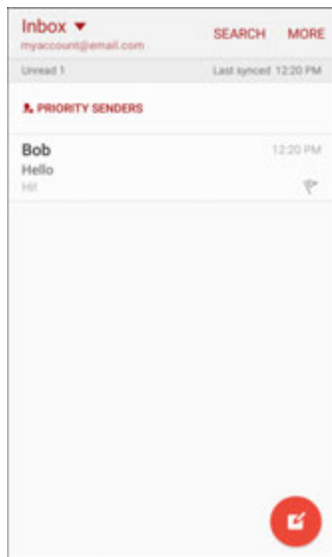 Inbox
SEARCH MORE
myaccount@email.com
Unread 1 Last synced 12:20 PM
PRIORITY SENDERS
Bob 12:20 PM
Hello
Hi!